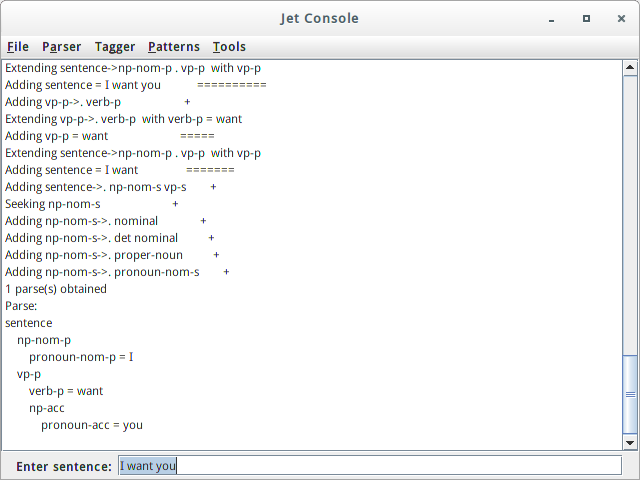 Jet Console
File Parser Tagger Patterns Tools
Extending sentence->np-nom-p . vp-p with vp-p
Adding sentence = I want you ==========
Adding vp-p->. verb-p +
Extending vp-p->. verb-p with verb-p = want
Adding vp-p = want =====
Extending sentence->np-nom-p . vp-p with vp-p
Adding sentence = I want =======
Adding sentence->. np-nom-s vp-s +
Seeking np-nom-s +
Adding np-nom-s->. nominal +
Adding np-nom-s->. det nominal +
Adding np-nom-s->. proper-noun +
Adding np-nom-s->. pronoun-nom-s +
1 parse(s) obtained
Parse:
sentence
np-nom-p
pronoun-nom-p = I
vp-p
verb-p = want
np-acc
pronoun-acc = you
Enter sentence: I want you